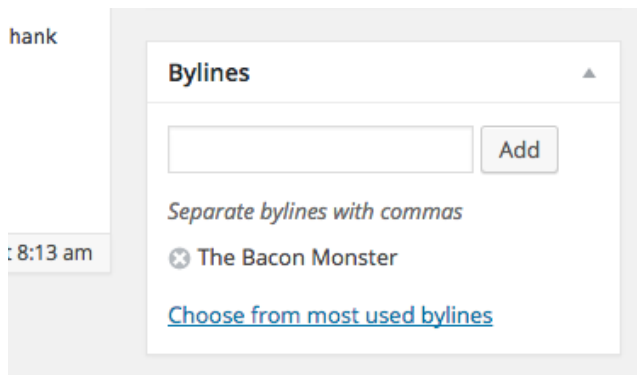 hank
Bylines
Add
Separate bylines with commas
8:13 am
The Bacon Monster
Choose from most used bylines